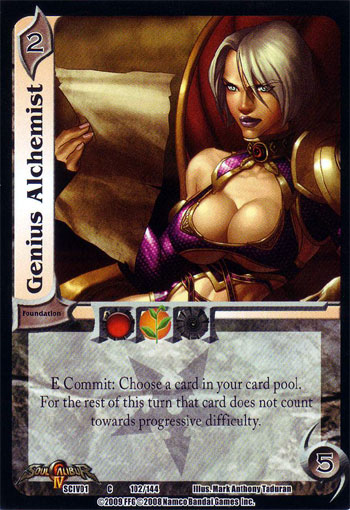 2
Genius Alchemist
Foundation
E Commit: Choose a card in your card pool.
For the rest of this turn that card does not count
towards progressive difficulty.
5
SOULCALIBUR
IV
SCIV01 C 102/144 Illus. Mark Anthony Taduran
©2009 FFG ©2008 Namco Bandai Games Inc.